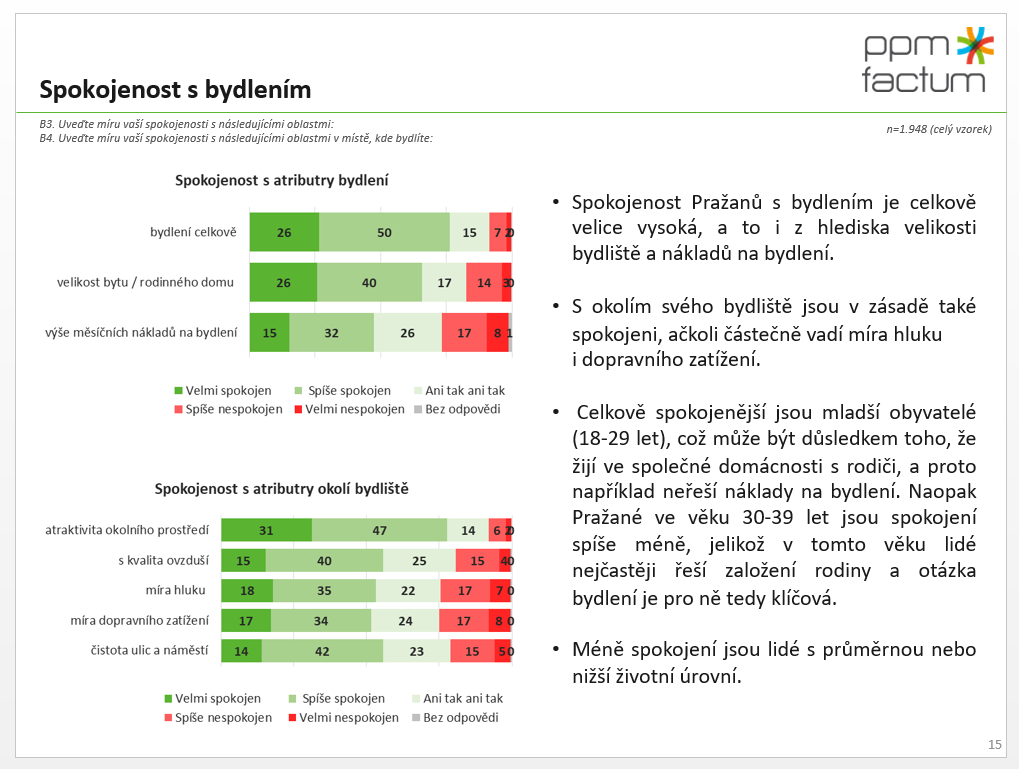 ppm
factum
Spokojenost s bydlením
B3. Uveďte míru vaší spokojenosti s následujícími oblastmi:
B4. Uveďte míru vaší spokojenosti s následujícími oblastmi v místě, kde bydlíte:
n=1.948 (celý vzorek)
Spokojenost s atributry bydlení
bydlení celkově 26 50 15 7 2 0
velikost bytu / rodinného domu 26 40 17 14 3 0
výše měsíčních nákladů na bydlení 15 32 26 17 8 1
Velmi spokojen Spíše spokojen Ani tak ani tak
Spíše nespokojen Velmi nespokojen Bez odpovědi
Spokojenost s atributry okolí bydliště
atraktivita okolního prostředí 31 47 14 6 2 0
s kvalita ovzduší 15 40 25 15 4 0
míra hluku 18 35 22 17 7 0
míra dopravního zatížení 17 34 24 17 8 0
čistota ulic a náměstí 14 42 23 15 5 0
Velmi spokojen Spíše spokojen Ani tak ani tak
Spíše nespokojen Velmi nespokojen Bez odpovědi
• Spokojenost Pražanů s bydlením je celkově
velice vysoká, a to i z hlediska velikosti
bydliště a nákladů na bydlení.
• S okolím svého bydliště jsou v zásadě také
spokojeni, ačkoli částečně vadí míra hluku
i dopravního zatížení.
• Celkově spokojenější jsou mladší obyvatelé
(18-29 let), což může být důsledkem toho, že
žijí ve společné domácnosti s rodiči, a proto
například neřeší náklady na bydlení. Naopak
Pražané ve věku 30-39 let jsou spokojení
spíše méně, jelikož v tomto věku lidé
nejčastěji řeší založení rodiny a otázka
bydlení je pro ně tedy klíčová.
• Méně spokojení jsou lidé s průměrnou nebo
nižší životní úrovní.
15